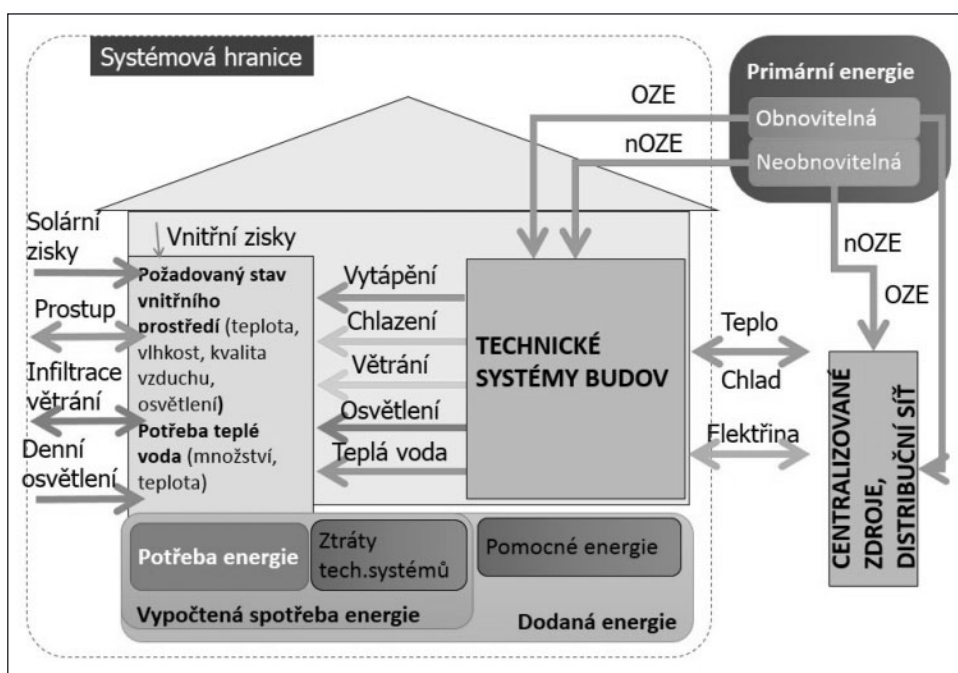 Systémová hranice
Primární energie
Obnovitelná
Neobnovitelná
OZE
nOZE
nOZE
OZE
Solární
zisky
Prostup
Infiltrace
větrání
Denní
osvětlení
Vnitřní zisky
Požadovaný stav
vnitřního
prostředí (teplota,
vlhkost, kvalita
vzduchu,
osvětlení)
Potřeba teplé
voda (množství,
teplota)
Vytápění
Chlazení
Větrání
Osvětlení
Teplá voda
TECHNICKÉ
SYSTÉMY BUDOV
Teplo
Chlad
Elektřina
CENTRALIZOVANÉ
ZDROJE,
DISTRIBUČNÍ SÍŤ
Potřeba energie
Ztráty
tech.systémů
Pomocné energie
Vypočtená spotřeba energie
Dodaná energie